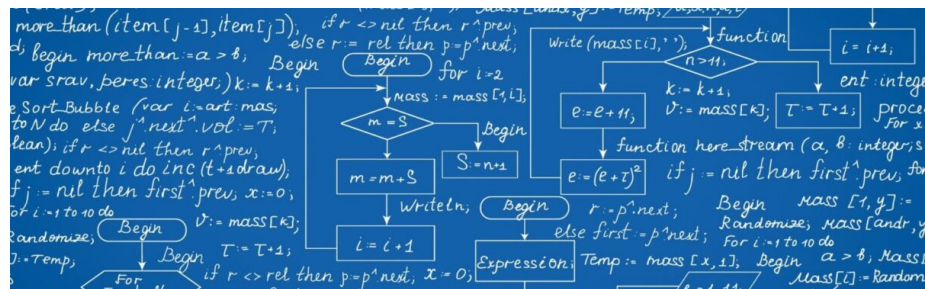 mass[andx,y]:=Temp;
more_than (item[j-1],item[j]);
if r <> nil then r^prev;
else r:= rel then p:=p^.next;
write (mass[i],' ');
function
i = i+1;
d; begin more_than:=a > b;
Begin
Begin
for i:=2
n>11;
var srav, peres:integer;) k:= k+1;
mass := mass [1,i];
k:= k+1;
e Sort_Bubble (var i:=art:mas;
m = S
Begin
e:=e+11;
v:= mass[k];
τ:= τ+1;
to N do else j^.next^.vol:=T;
S:=n+1
For x
lean); if r <> nil then r^prev;
function here_stream (a, b: integer;s
ent downto i do inc (t+1draw);
m=m+S
e:=(e+τ)²
if j:= nil then first^prev; for
f j:= nil then first^prev; x:=0;
Writeln;
Begin
r:=p^.next;
Begin
mass [1,y]:=
For i:=1 to 10 do
Begin
v:= mass[k];
else first:=p^next;
Randomize; mass[andr, y
Randomize;
i:= i+1
For i:=1 to 10 do
]:=Temp;
Begin
τ:= τ+1;
Expression;
Temp:= mass [x,1];
Begin
a > b;
For
if r <> rel then p:=p^.next; x:=0;
Mass[i]:=Random